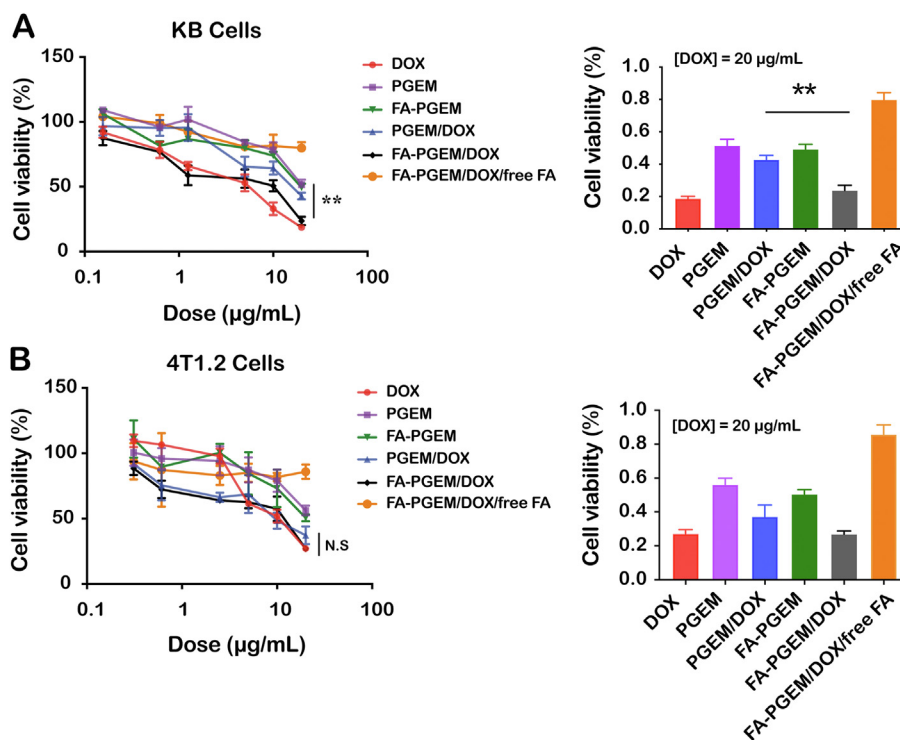 A
KB Cells
Cell viability (%)
150
100
50
0
0.1
1
10
100
Dose (µg/mL)
DOX
PGEM
FA-PGEM
PGEM/DOX
FA-PGEM/DOX
FA-PGEM/DOX/free FA
**
[DOX] = 20 µg/mL
**
Cell viability (%)
1.0
0.8
0.6
0.4
0.2
0.0
DOX
PGEM
PGEM/DOX
FA-PGEM
FA-PGEM/DOX
FA-PGEM/DOX/free FA
B
4T1.2 Cells
Cell viability (%)
150
100
50
0
0.1
1
10
100
Dose (µg/mL)
DOX
PGEM
FA-PGEM
PGEM/DOX
FA-PGEM/DOX
FA-PGEM/DOX/free FA
N.S
[DOX] = 20 µg/mL
Cell viability (%)
1.0
0.8
0.6
0.4
0.2
0.0
DOX
PGEM
PGEM/DOX
FA-PGEM
FA-PGEM/DOX
FA-PGEM/DOX/free FA